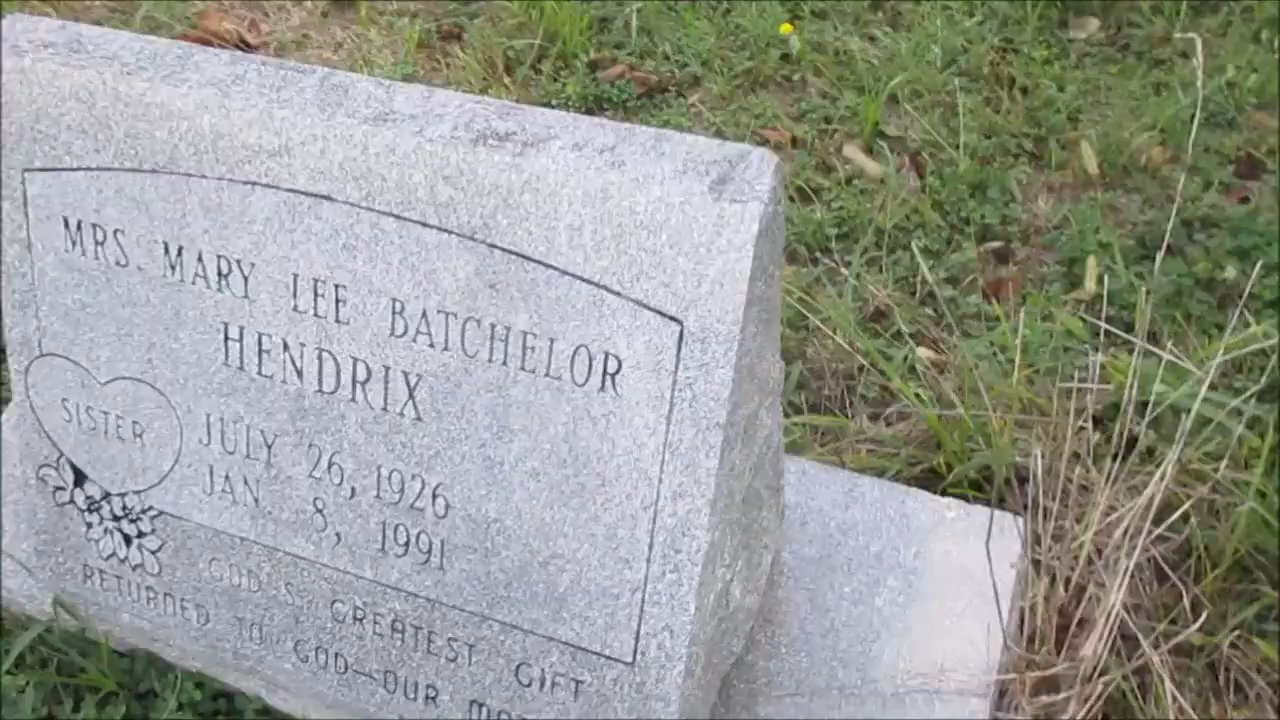 MRS. MARY LEE BATCHELOR
HENDRIX
SISTER
JULY 26, 1926
JAN. 8, 1991
GOD'S GREATEST GIFT
RETURNED TO GOD—OUR